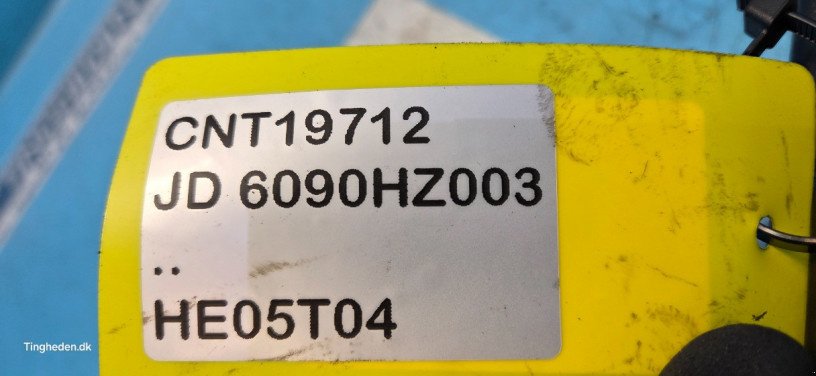 CNT19712
JD 6090HZ003
..
HE05T04
Tingheden.dk